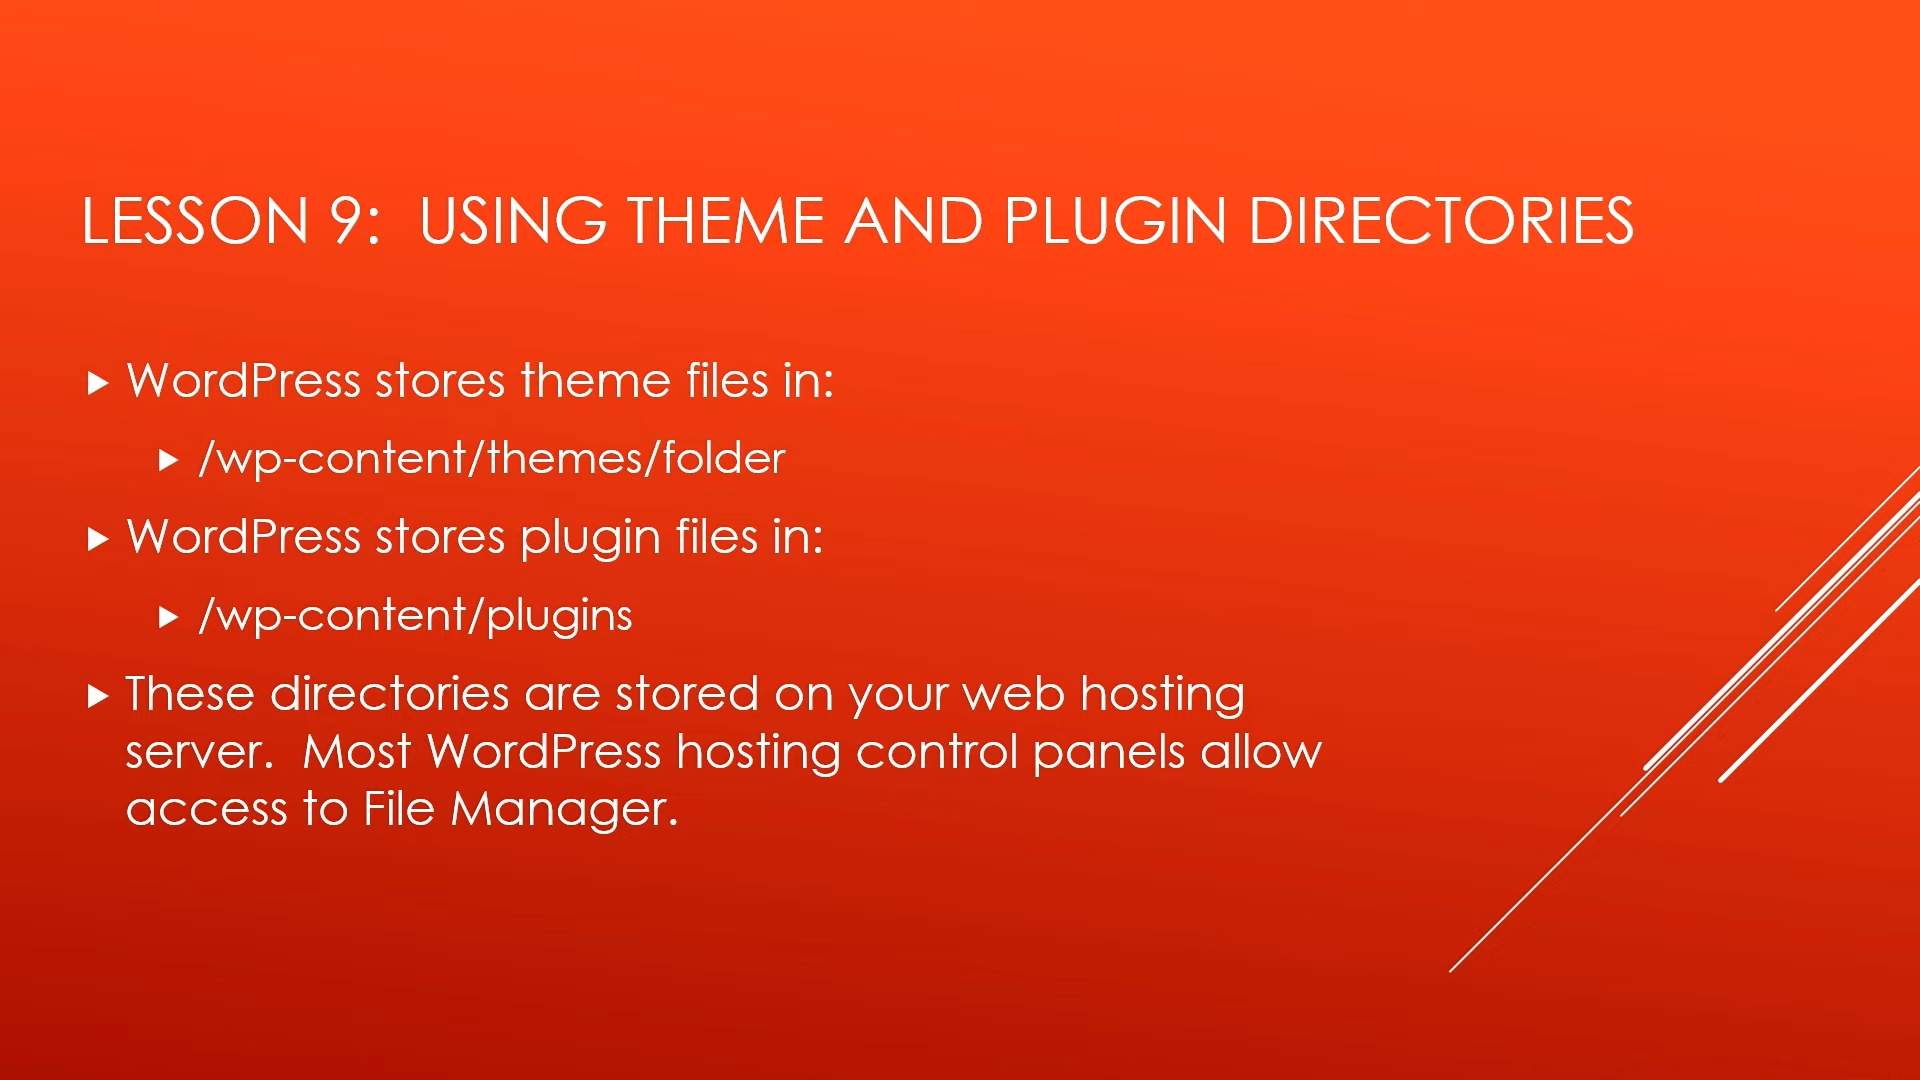 LESSON 9:  USING THEME AND PLUGIN DIRECTORIES
WordPress stores theme files in:
/wp-content/themes/folder
WordPress stores plugin files in:
/wp-content/plugins
These directories are stored on your web hosting
server.  Most WordPress hosting control panels allow
access to File Manager.